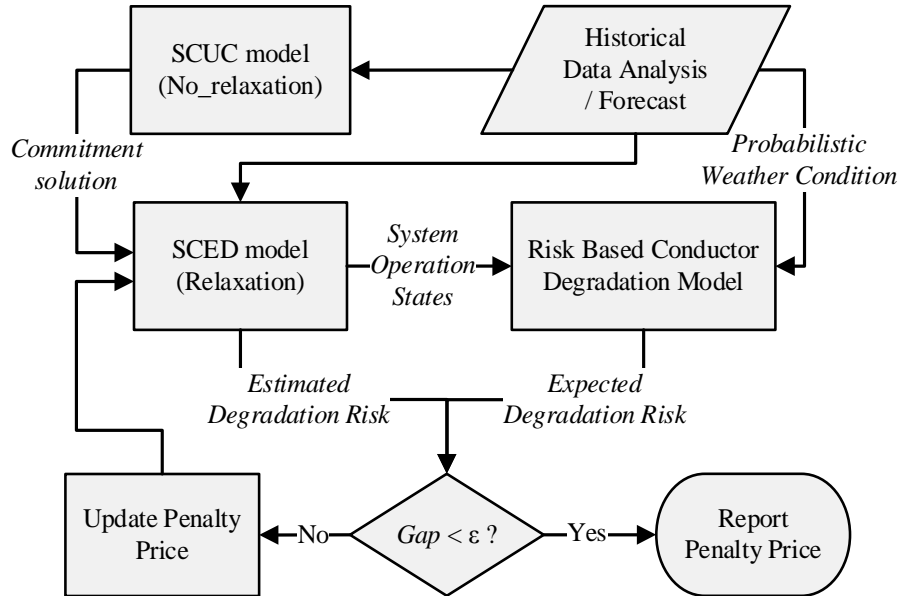 SCUC model
(No_relaxation)
Historical
Data Analysis
/ Forecast
Commitment
solution
Probabilistic
Weather Condition
SCED model
(Relaxation)
System
Operation
States
Risk Based Conductor
Degradation Model
Estimated
Degradation Risk
Expected
Degradation Risk
Update Penalty
Price
No
Gap < ε ?
Yes
Report
Penalty Price